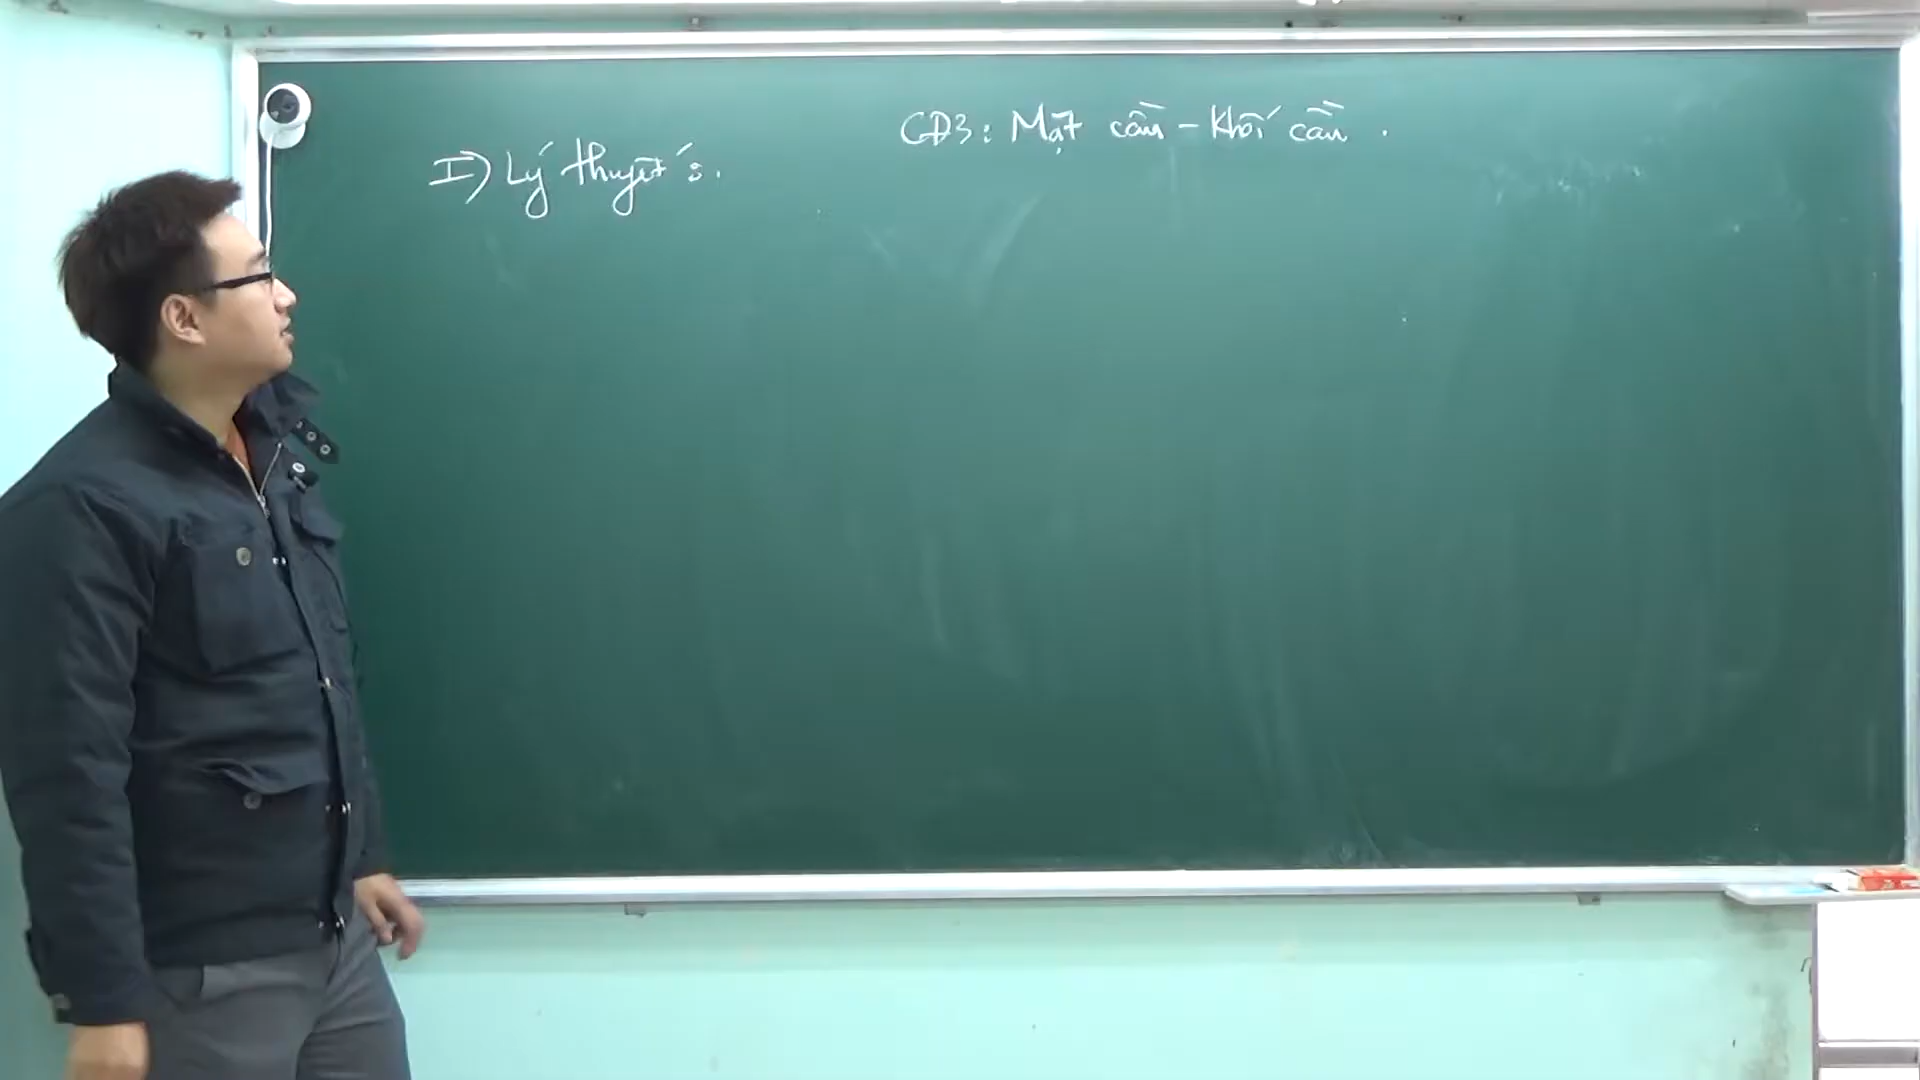 CĐ3: Mặt cầu - Khối cầu.
I) Lý thuyết:.